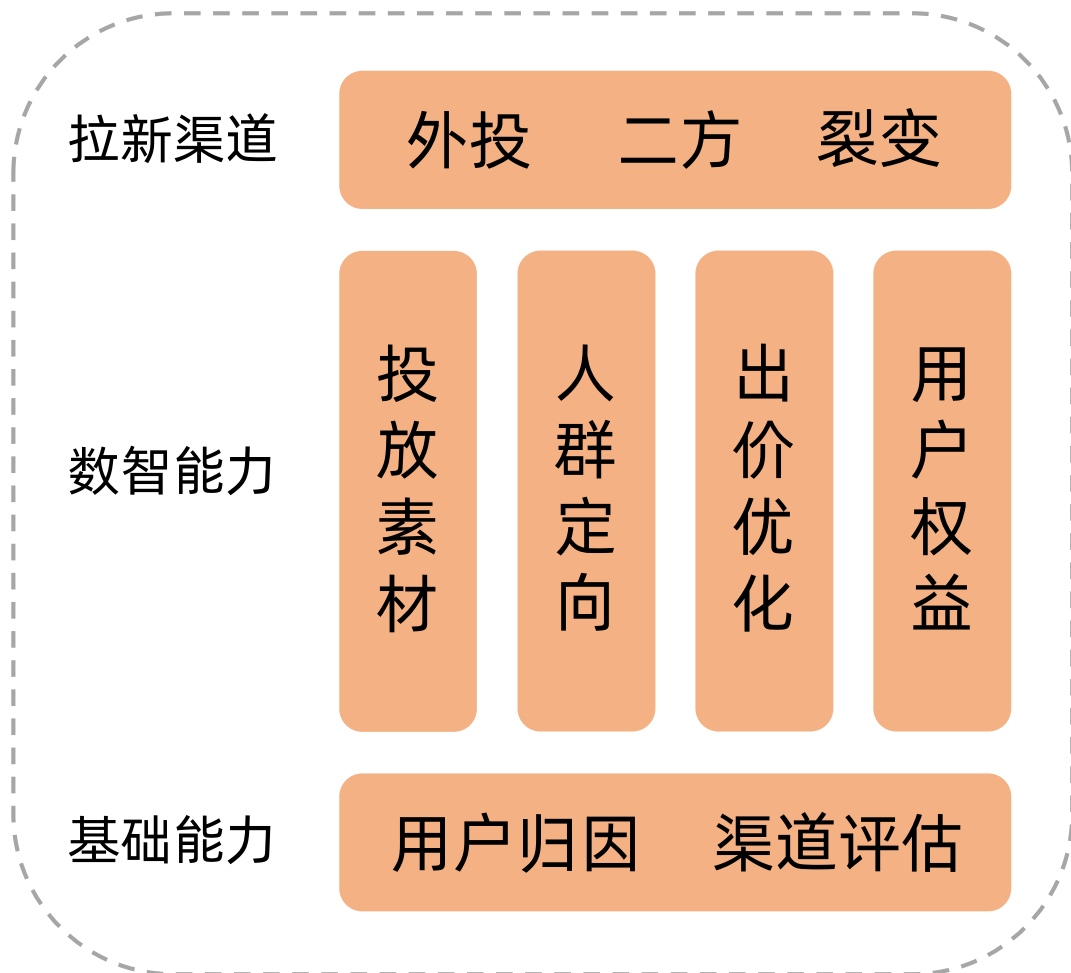 拉新渠道
外投 二方 裂变
数智能力
投放素材
人群定向
出价优化
用户权益
基础能力
用户归因 渠道评估